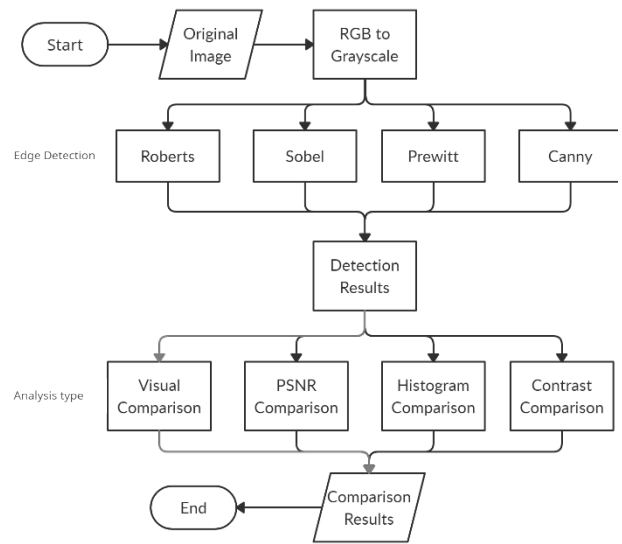 Start
Original
Image
RGB to
Grayscale
Edge Detection
Roberts
Sobel
Prewitt
Canny
Detection
Results
Analysis type
Visual
Comparison
PSNR
Comparison
Histogram
Comparison
Contrast
Comparison
End
Comparison
Results